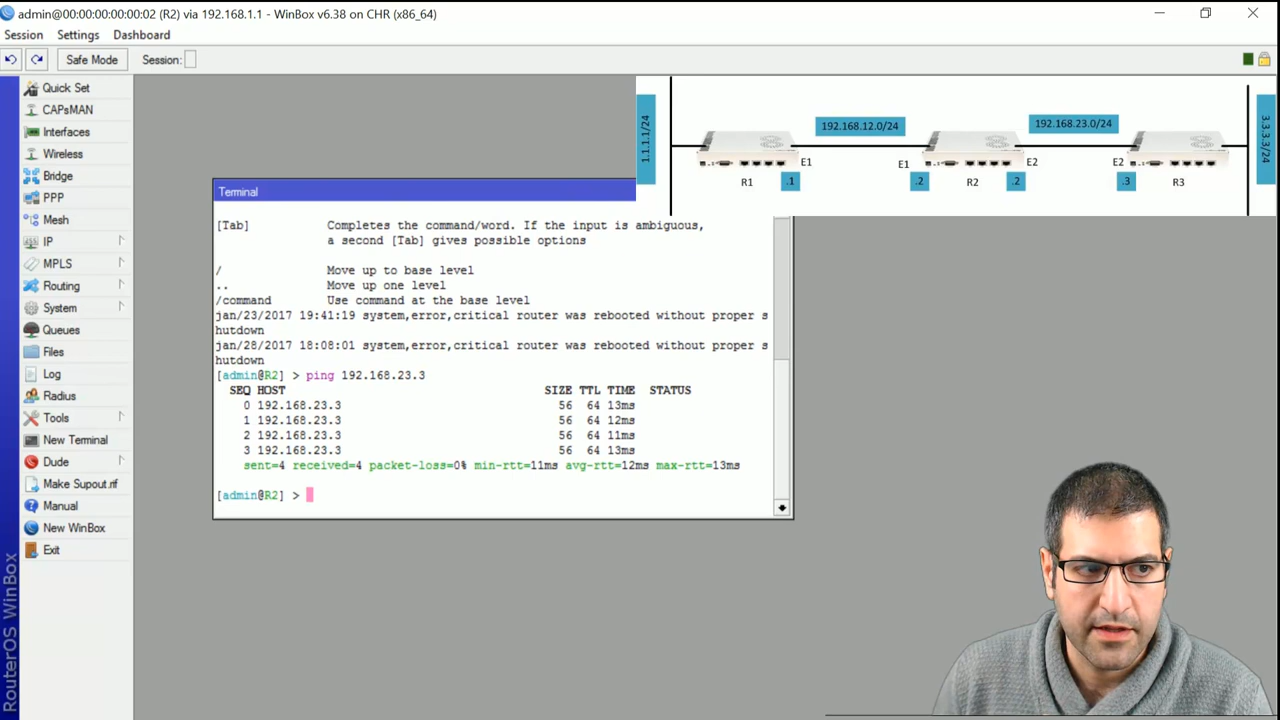 admin@00:00:00:00:00:02 (R2) via 192.168.1.1 - WinBox v6.38 on CHR (x86_64)
Session Settings Dashboard
Safe Mode Session:
Quick Set
CAPsMAN
Interfaces
Wireless
Bridge
PPP
Mesh
IP
MPLS
Routing
System
Queues
Files
Log
Radius
Tools
New Terminal
Dude
Make Supout.rif
Manual
New WinBox
Exit
RouterOS WinBox
1.1.1.1/24
192.168.12.0/24
192.168.23.0/24
3.3.3.3/24
E1 E1 E2 E2
R1 .1 .2 R2 .2 .3 R3
Terminal
[Tab] Completes the command/word. If the input is ambiguous,
a second [Tab] gives possible options
/ Move up to base level
.. Move up one level
/command Use command at the base level
jan/23/2017 19:41:19 system,error,critical router was rebooted without proper s
hutdown
jan/28/2017 18:08:01 system,error,critical router was rebooted without proper s
hutdown
[admin@R2] > ping 192.168.23.3
SEQ HOST SIZE TTL TIME STATUS
0 192.168.23.3 56 64 13ms
1 192.168.23.3 56 64 12ms
2 192.168.23.3 56 64 11ms
3 192.168.23.3 56 64 13ms
sent=4 received=4 packet-loss=0% min-rtt=11ms avg-rtt=12ms max-rtt=13ms
[admin@R2] >